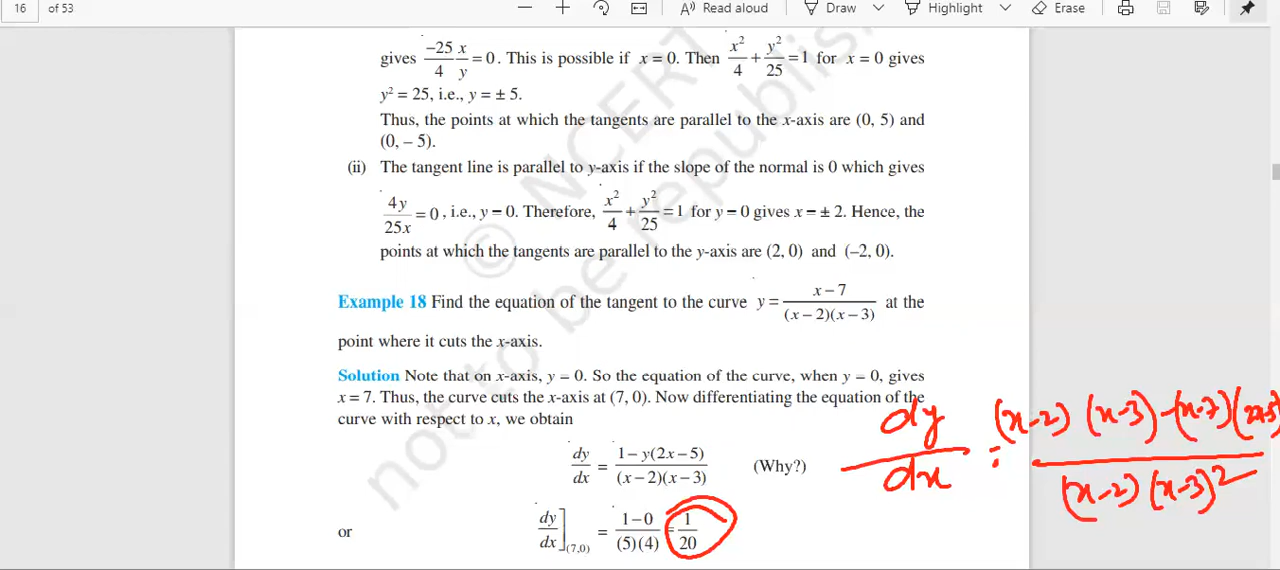 16 of 53 — + Read aloud Draw Highlight Erase
gives −25/4 x/y = 0. This is possible if x = 0. Then x²/4 + y²/25 = 1 for x = 0 gives
y² = 25, i.e., y = ± 5.
Thus, the points at which the tangents are parallel to the x-axis are (0, 5) and
(0, – 5).
(ii) The tangent line is parallel to y-axis if the slope of the normal is 0 which gives
4y/25x = 0, i.e., y = 0. Therefore, x²/4 + y²/25 = 1 for y = 0 gives x = ± 2. Hence, the
points at which the tangents are parallel to the y-axis are (2, 0) and (–2, 0).
Example 18 Find the equation of the tangent to the curve y = x − 7/(x − 2)(x − 3) at the
point where it cuts the x-axis.
Solution Note that on x-axis, y = 0. So the equation of the curve, when y = 0, gives
x = 7. Thus, the curve cuts the x-axis at (7, 0). Now differentiating the equation of the
curve with respect to x, we obtain
dy/dx = 1 − y(2x − 5)/(x − 2)(x − 3) (Why?)
dy/dx = (x-2) (x-3) - (x-7) (2x-5)/(x-2) (x-3)²
or dy/dx](7,0) = 1 − 0/(5)(4) = 1/20
© NCERT
not to be republis